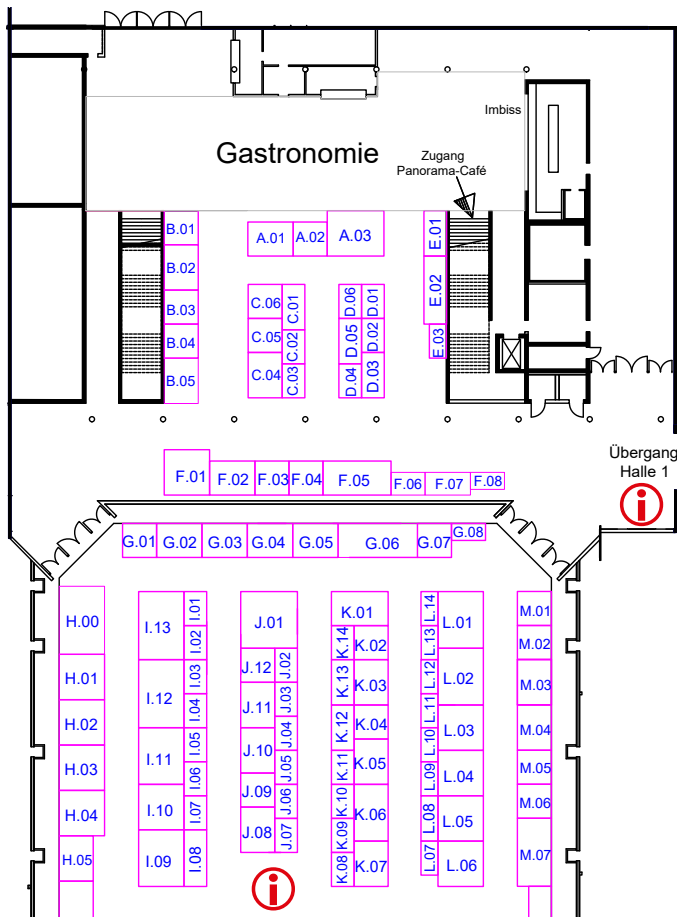 Imbiss
Gastronomie
Zugang
Panorama-Café
B.01
A.01
A.02
A.03
E.01
B.02
E.02
B.03
C.06
C.01
D.06
D.01
B.04
C.05
C.02
D.05
D.02
E.03
B.05
C.04
C.03
D.04
D.03
F.01
F.02
F.03
F.04
F.05
F.06
F.07
F.08
Übergang
Halle 1
i
G.01
G.02
G.03
G.04
G.05
G.06
G.07
G.08
H.00
H.01
H.02
H.03
H.04
H.05
I.13
I.12
I.11
I.10
I.09
I.01
I.02
I.03
I.04
I.05
I.06
I.07
I.08
J.01
J.12
J.11
J.10
J.09
J.08
J.02
J.03
J.04
J.05
J.06
J.07
K.01
K.14
K.13
K.12
K.11
K.10
K.09
K.08
K.02
K.03
K.04
K.05
K.06
K.07
L.14
L.13
L.12
L.11
L.10
L.09
L.08
L.07
L.01
L.02
L.03
L.04
L.05
L.06
M.01
M.02
M.03
M.04
M.05
M.06
M.07
i